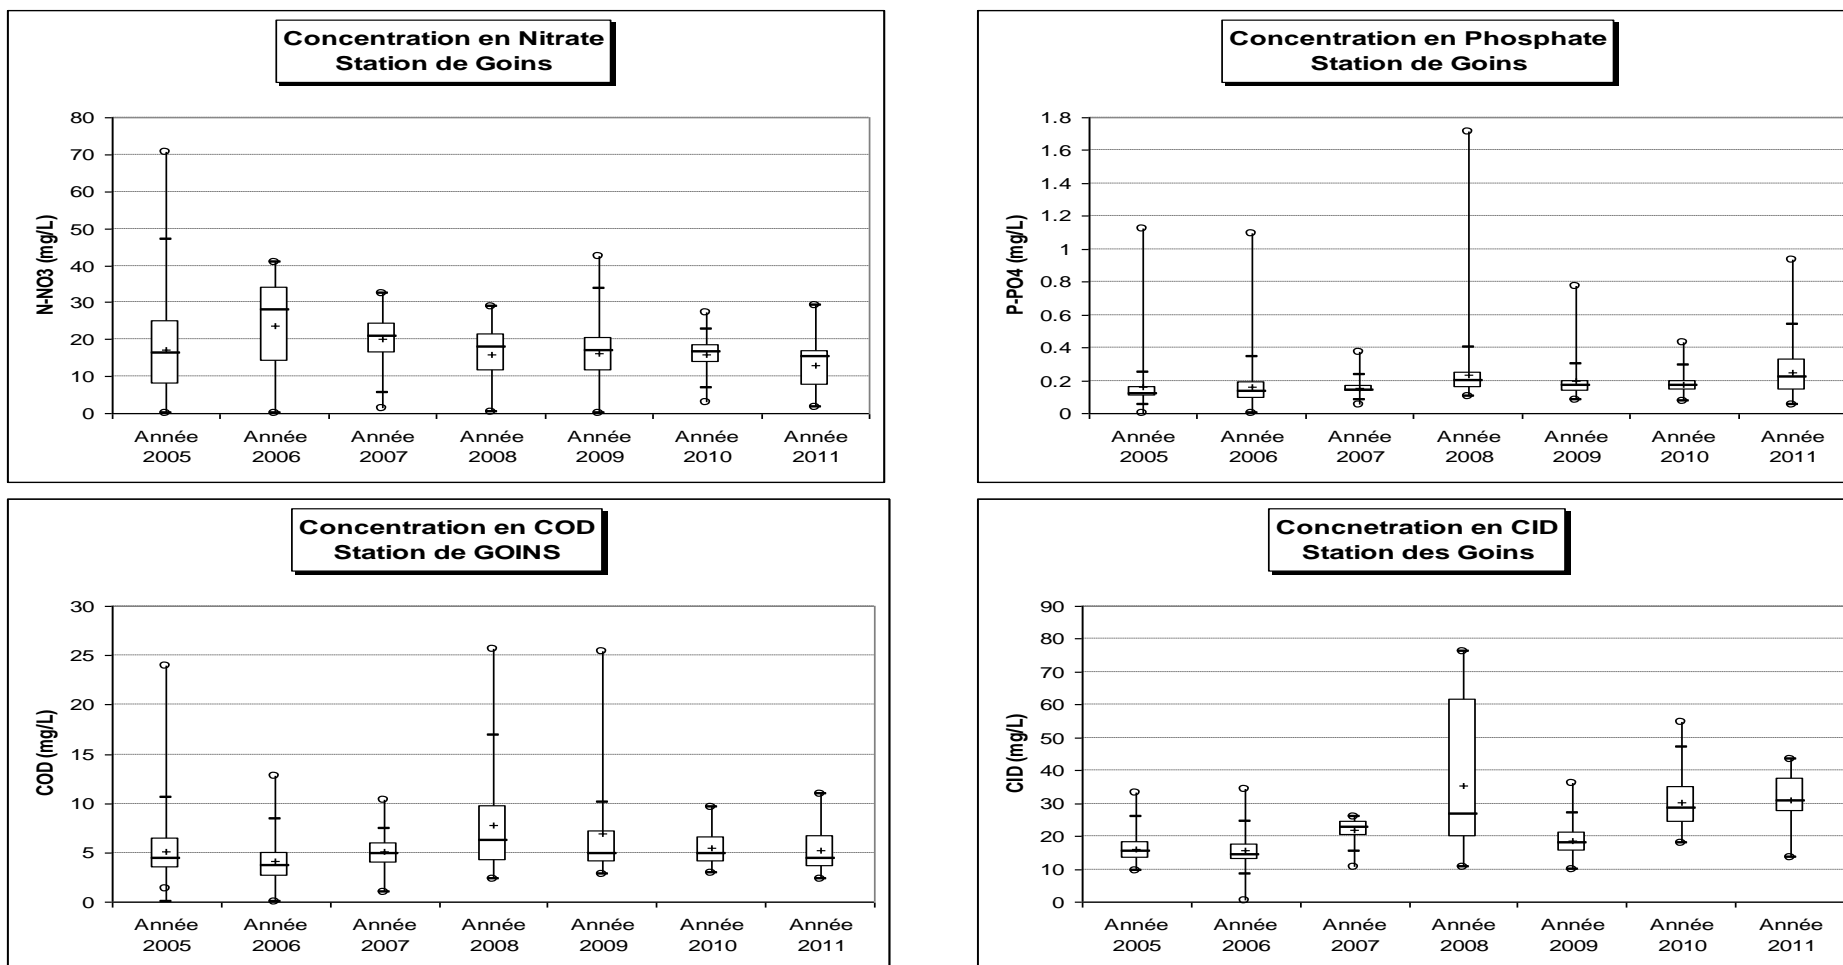 Concentration en Nitrate
Station de Goins
80
70
60
50
40
30
20
10
0
N-NO3 (mg/L)
Année Année Année Année Année Année Année
2005 2006 2007 2008 2009 2010 2011
Concentration en Phosphate
Station de Goins
1.8
1.6
1.4
1.2
1
0.8
0.6
0.4
0.2
0
P-PO4 (mg/L)
Année Année Année Année Année Année Année
2005 2006 2007 2008 2009 2010 2011
Concentration en COD
Station de GOINS
30
25
20
15
10
5
0
COD (mg/L)
Année Année Année Année Année Année Année
2005 2006 2007 2008 2009 2010 2011
Concnetration en CID
Station des Goins
90
80
70
60
50
40
30
20
10
0
CID (mg/L)
Année Année Année Année Année Année Année
2005 2006 2007 2008 2009 2010 2011